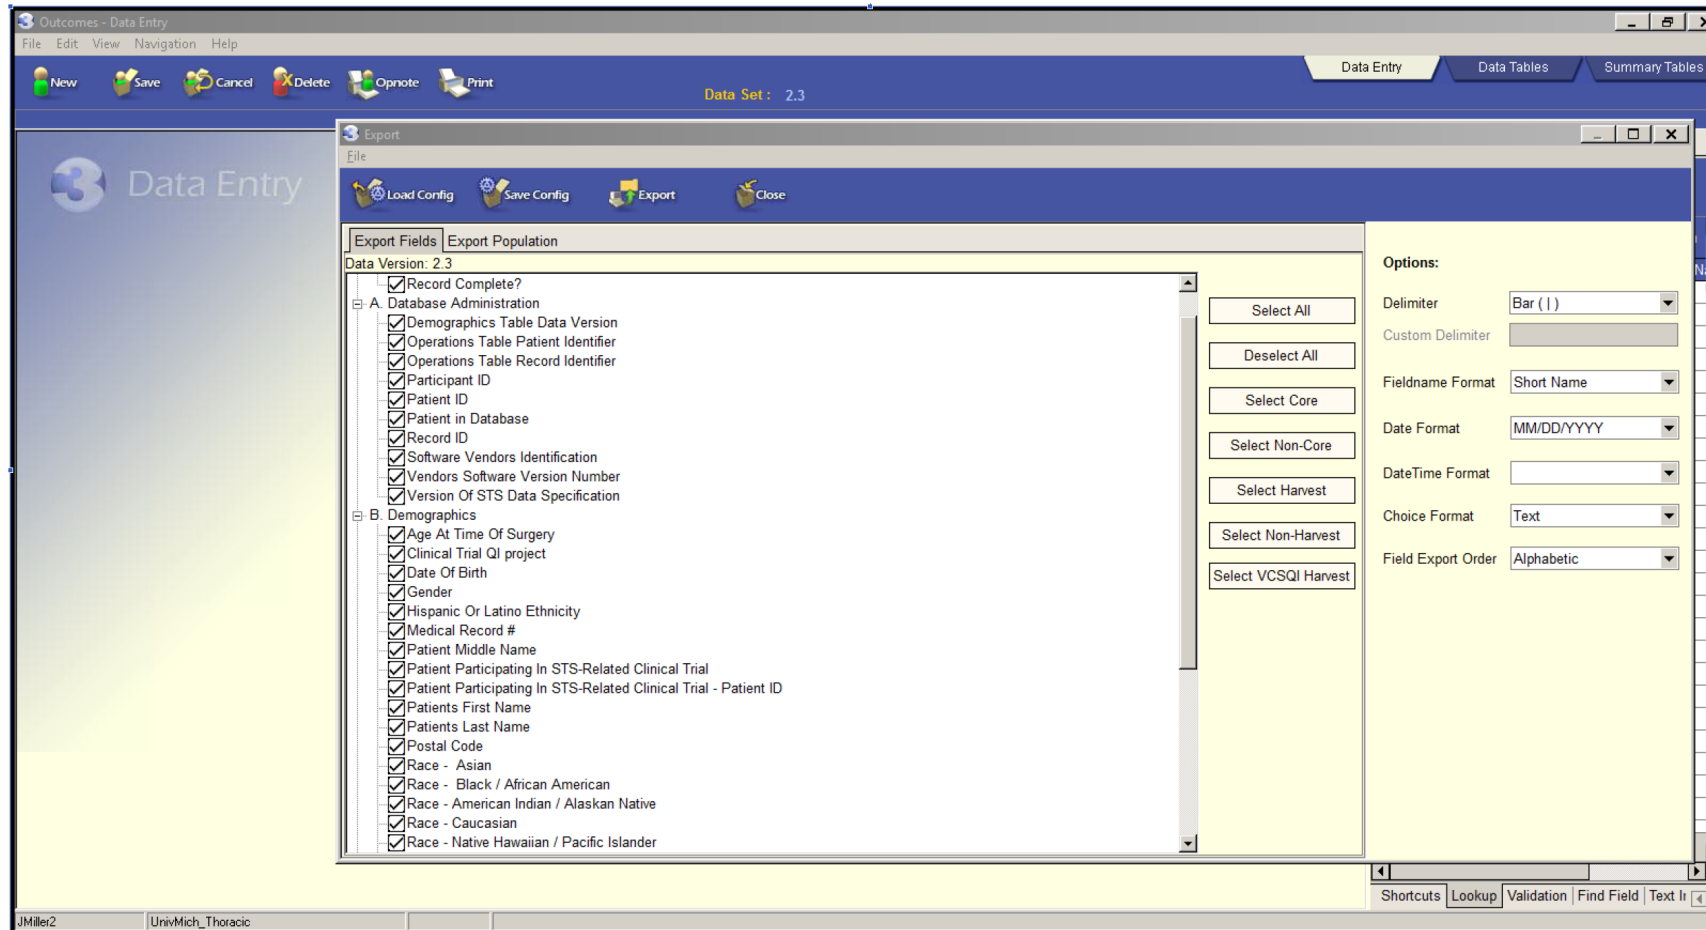 Outcomes - Data Entry
File Edit View Navigation Help
New Save Cancel Delete Opnote Print
Data Set : 2.3
Data Entry Data Tables Summary Tables
3 Data Entry
Export
File
Load Config Save Config Export Close
Export Fields Export Population
Data Version: 2.3
Record Complete?
A. Database Administration
Demographics Table Data Version
Operations Table Patient Identifier
Operations Table Record Identifier
Participant ID
Patient ID
Patient in Database
Record ID
Software Vendors Identification
Vendors Software Version Number
Version Of STS Data Specification
B. Demographics
Age At Time Of Surgery
Clinical Trial QI project
Date Of Birth
Gender
Hispanic Or Latino Ethnicity
Medical Record #
Patient Middle Name
Patient Participating In STS-Related Clinical Trial
Patient Participating In STS-Related Clinical Trial - Patient ID
Patients First Name
Patients Last Name
Postal Code
Race - Asian
Race - Black / African American
Race - American Indian / Alaskan Native
Race - Caucasian
Race - Native Hawaiian / Pacific Islander
Select All
Deselect All
Select Core
Select Non-Core
Select Harvest
Select Non-Harvest
Select VCSQI Harvest
Options:
Delimiter Bar ( | )
Custom Delimiter
Fieldname Format Short Name
Date Format MM/DD/YYYY
DateTime Format
Choice Format Text
Field Export Order Alphabetic
Shortcuts Lookup Validation Find Field Text
JMiller2 UnivMich_Thoracic